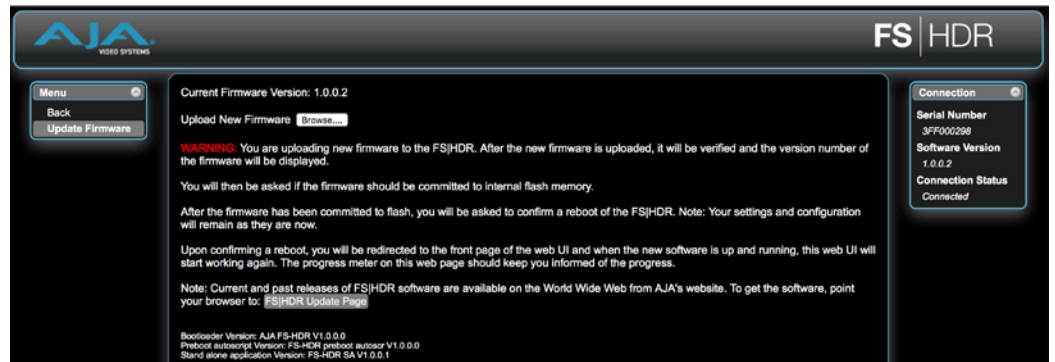 AJA
VIDEO SYSTEMS
FS|HDR
Menu
Back
Update Firmware
Current Firmware Version: 1.0.0.2
Upload New Firmware Browse....
WARNING: You are uploading new firmware to the FS|HDR. After the new firmware is uploaded, it will be verified and the version number of
the firmware will be displayed.
You will then be asked if the firmware should be committed to internal flash memory.
After the firmware has been committed to flash, you will be asked to confirm a reboot of the FS|HDR. Note: Your settings and configuration
will remain as they are now.
Upon confirming a reboot, you will be redirected to the front page of the web UI and when the new software is up and running, this web UI will
start working again. The progress meter on this web page should keep you informed of the progress.
Note: Current and past releases of FS|HDR software are available on the World Wide Web from AJA's website. To get the software, point
your browser to: FS|HDR Update Page
Bootloader Version: AJA FS-HDR V1.0.0.0
Preboot autoscript Version: FS-HDR preboot autoscr V1.0.0.0
Stand alone application Version: FS-HDR SA V1.0.0.1
Connection
Serial Number
3FF000298
Software Version
1.0.0.2
Connection Status
Connected